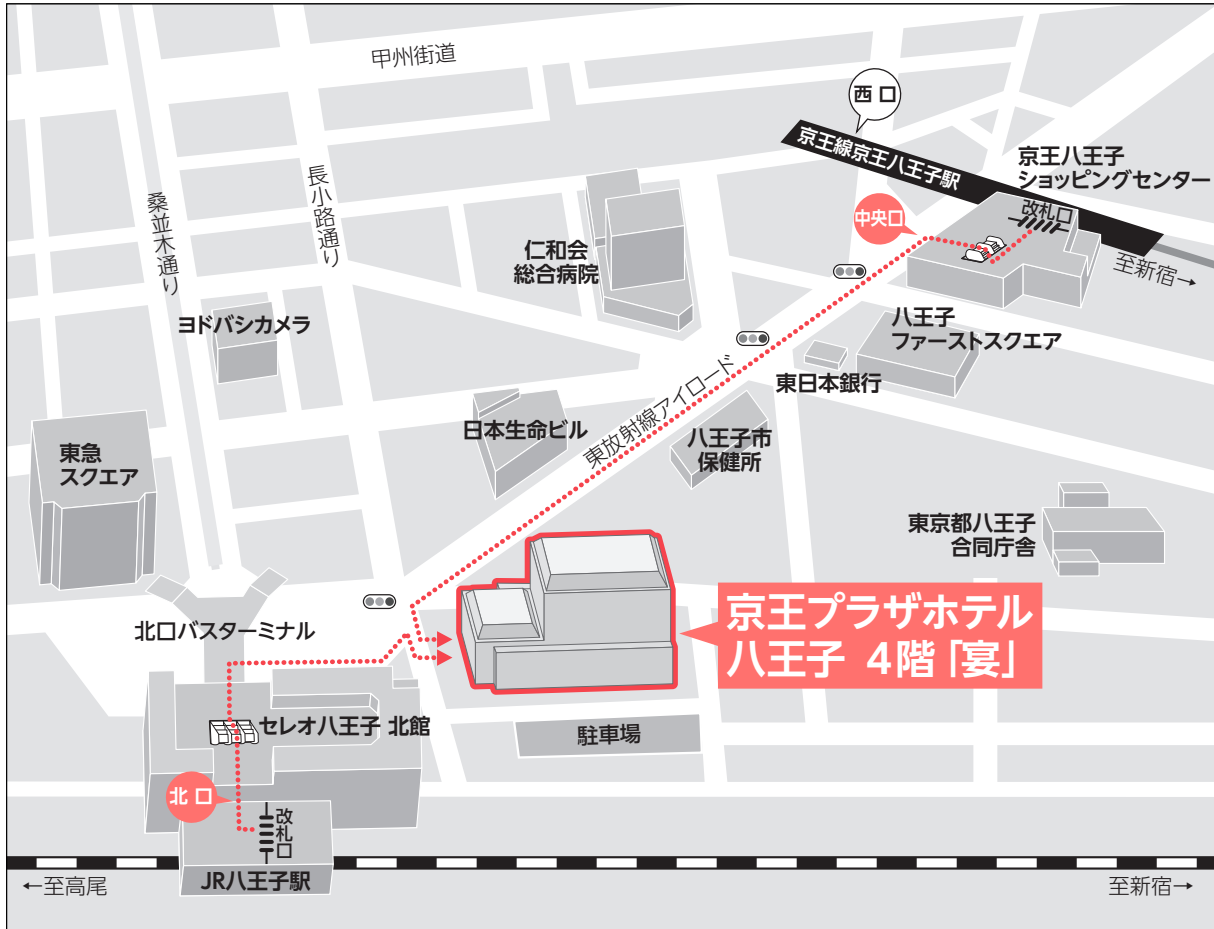 甲州街道
西口
京王線京王八王子駅
京王八王子
ショッピングセンター
改札口
中央口
至新宿→
長小路通り
桑並木通り
仁和会
総合病院
ヨドバシカメラ
八王子
ファーストスクエア
東日本銀行
東放射線アイロード
日本生命ビル
八王子市
保健所
東急
スクエア
東京都八王子
合同庁舎
京王プラザホテル
八王子 4階「宴」
北口バスターミナル
セレオ八王子 北館
駐車場
北口
改札口
JR八王子駅
←至高尾
至新宿→